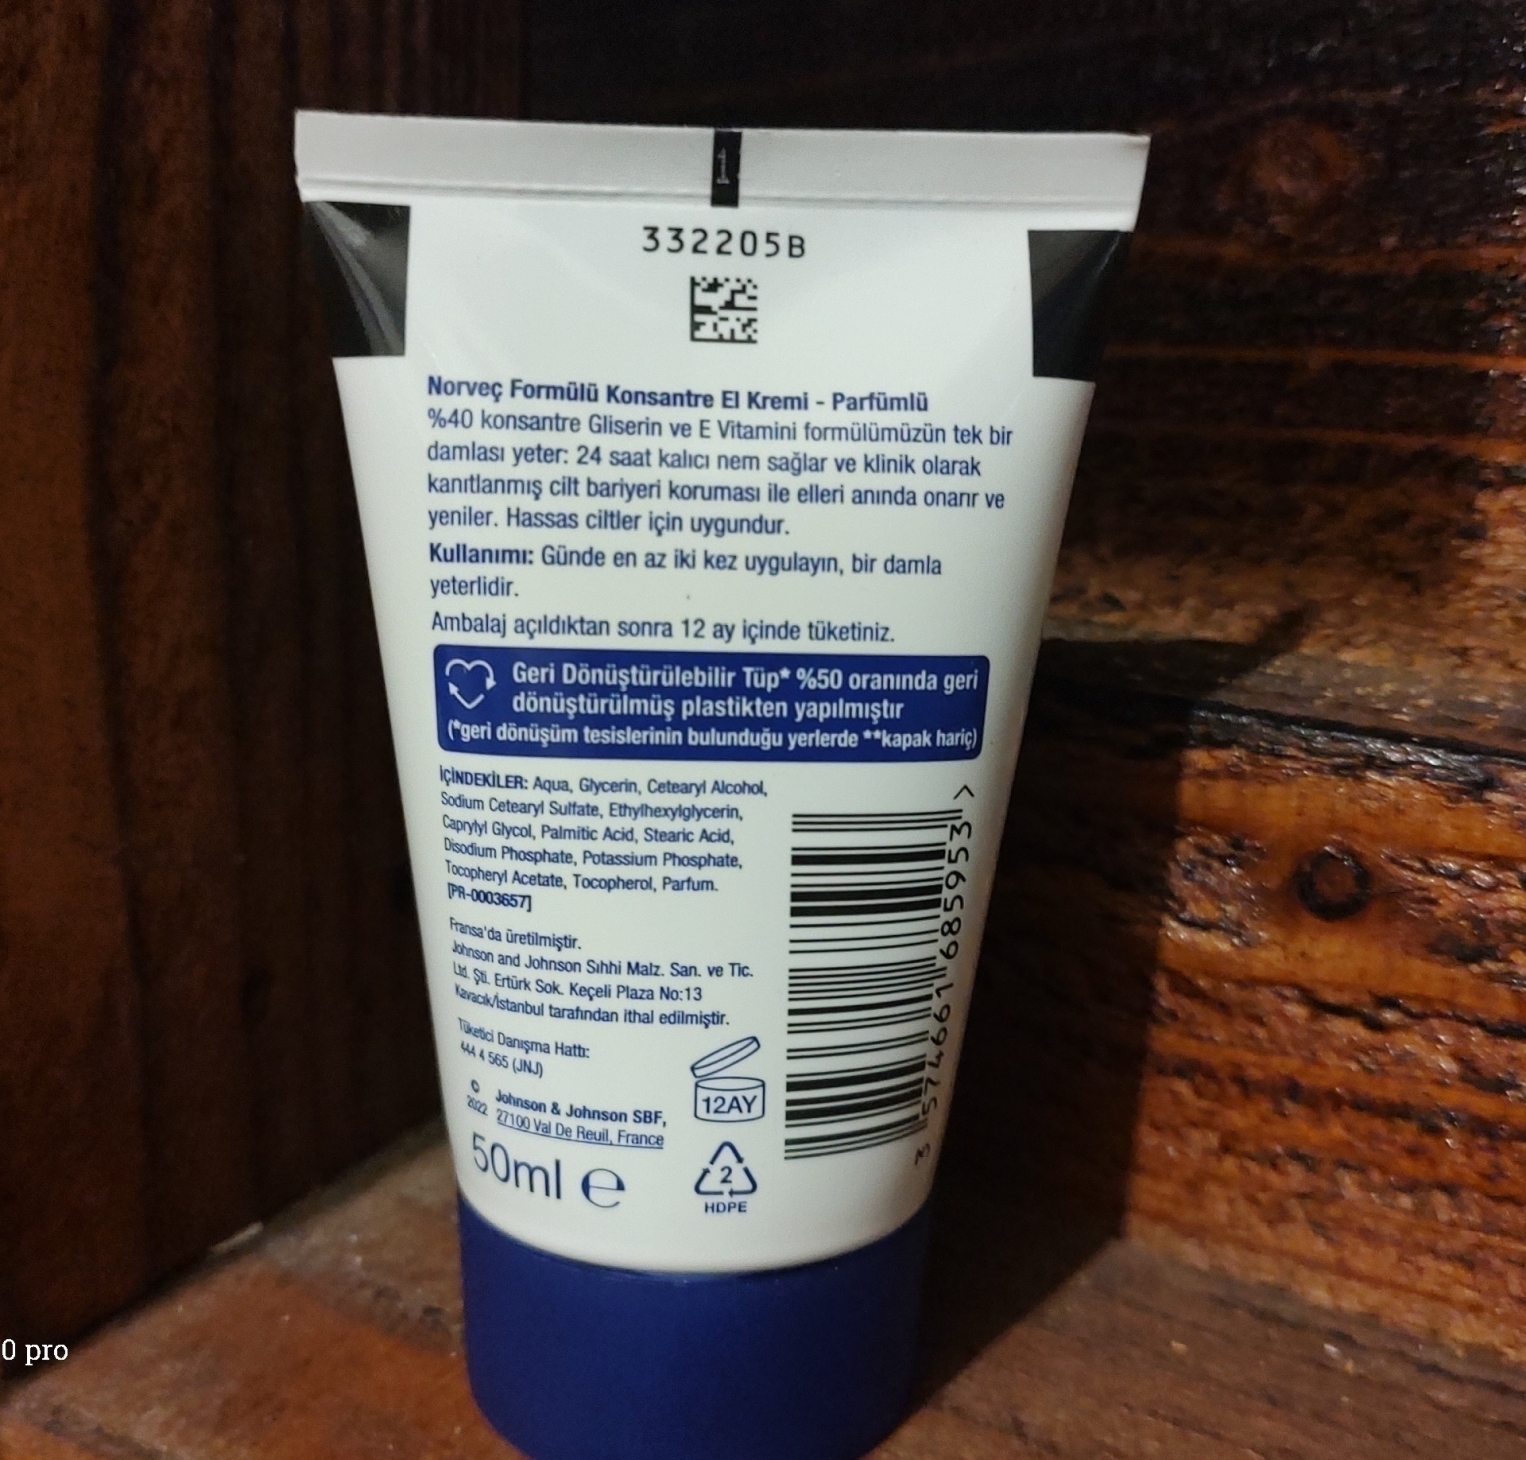 332205B
Norveç Formülü Konsantre El Kremi - Parfümlü
%40 konsantre Gliserin ve E Vitamini formülümüzün tek bir
damlası yeter: 24 saat kalıcı nem sağlar ve klinik olarak
kanıtlanmış cilt bariyeri koruması ile elleri anında onarır ve
yeniler. Hassas ciltler için uygundur.
Kullanımı: Günde en az iki kez uygulayın, bir damla
yeterlidir.
Ambalaj açıldıktan sonra 12 ay içinde tüketiniz.
Geri Dönüştürülebilir Tüp* %50 oranında geri
dönüştürülmüş plastikten yapılmıştır
(*geri dönüşüm tesislerinin bulunduğu yerlerde **kapak hariç)
İÇİNDEKİLER: Aqua, Glycerin, Cetearyl Alcohol,
Sodium Cetearyl Sulfate, Ethylhexylglycerin,
Caprylyl Glycol, Palmitic Acid, Stearic Acid,
Disodium Phosphate, Potassium Phosphate,
Tocopheryl Acetate, Tocopherol, Parfum.
[PR-0003657]
Fransa'da üretilmiştir.
Johnson and Johnson Sıhhi Malz. San. ve Tic.
Ltd. Şti. Ertürk Sok. Keçeli Plaza No:13
Kavacık/İstanbul tarafından ithal edilmiştir.
Tüketici Danışma Hattı:
444 4 565 (JNJ)
© Johnson & Johnson SBF,
2022 27100 Val De Reuil, France
50ml e
12AY
2
HDPE
3 574661 685953 >
0 pro